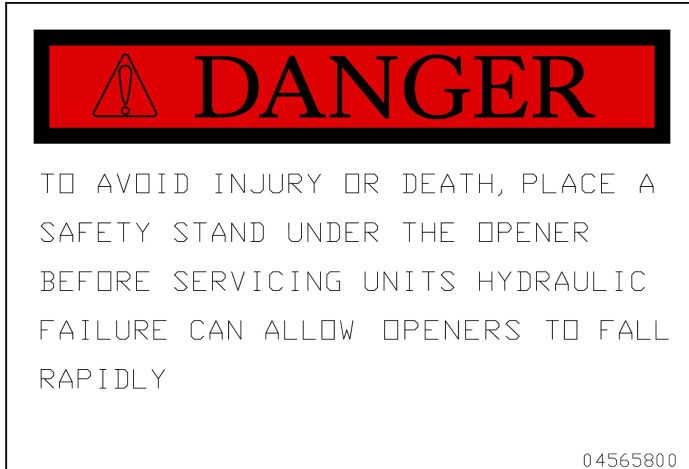 DANGER
TO AVOID INJURY OR DEATH, PLACE A
SAFETY STAND UNDER THE OPENER
BEFORE SERVICING UNITS HYDRAULIC
FAILURE CAN ALLOW OPENERS TO FALL
RAPIDLY
04565800